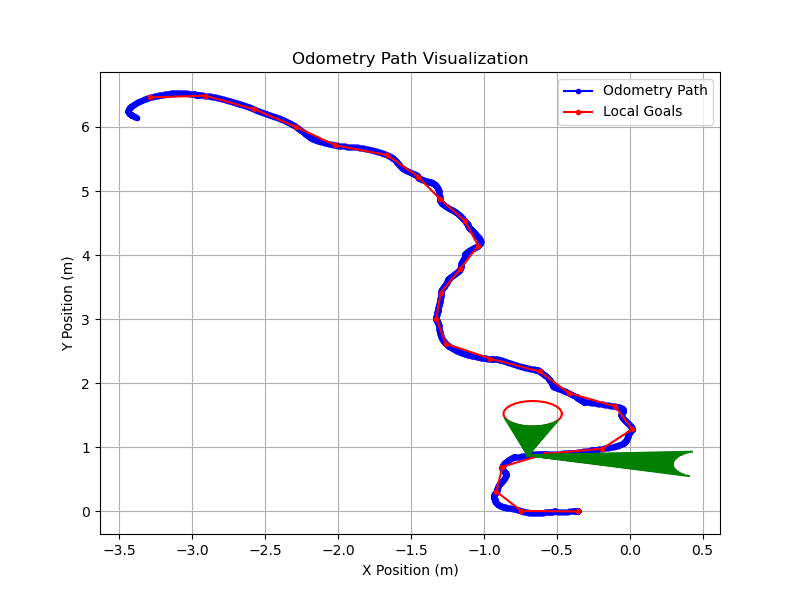 Odometry Path Visualization
Odometry Path
Local Goals
Y Position (m)
6
5
4
3
2
1
0
−3.5 −3.0 −2.5 −2.0 −1.5 −1.0 −0.5 0.0 0.5
X Position (m)